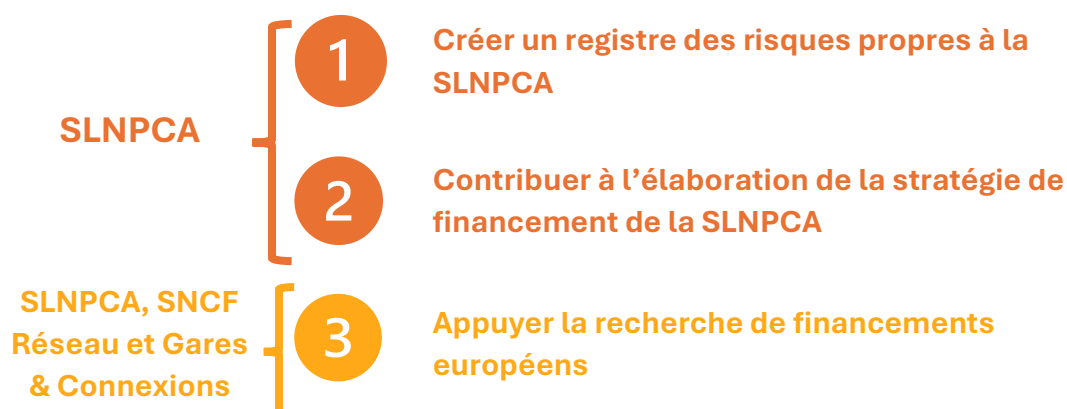 SLNPCA
1
Créer un registre des risques propres à la
SLNPCA
2
Contribuer à l’élaboration de la stratégie de
financement de la SLNPCA
SLNPCA, SNCF
Réseau et Gares
& Connexions
3
Appuyer la recherche de financements
européens